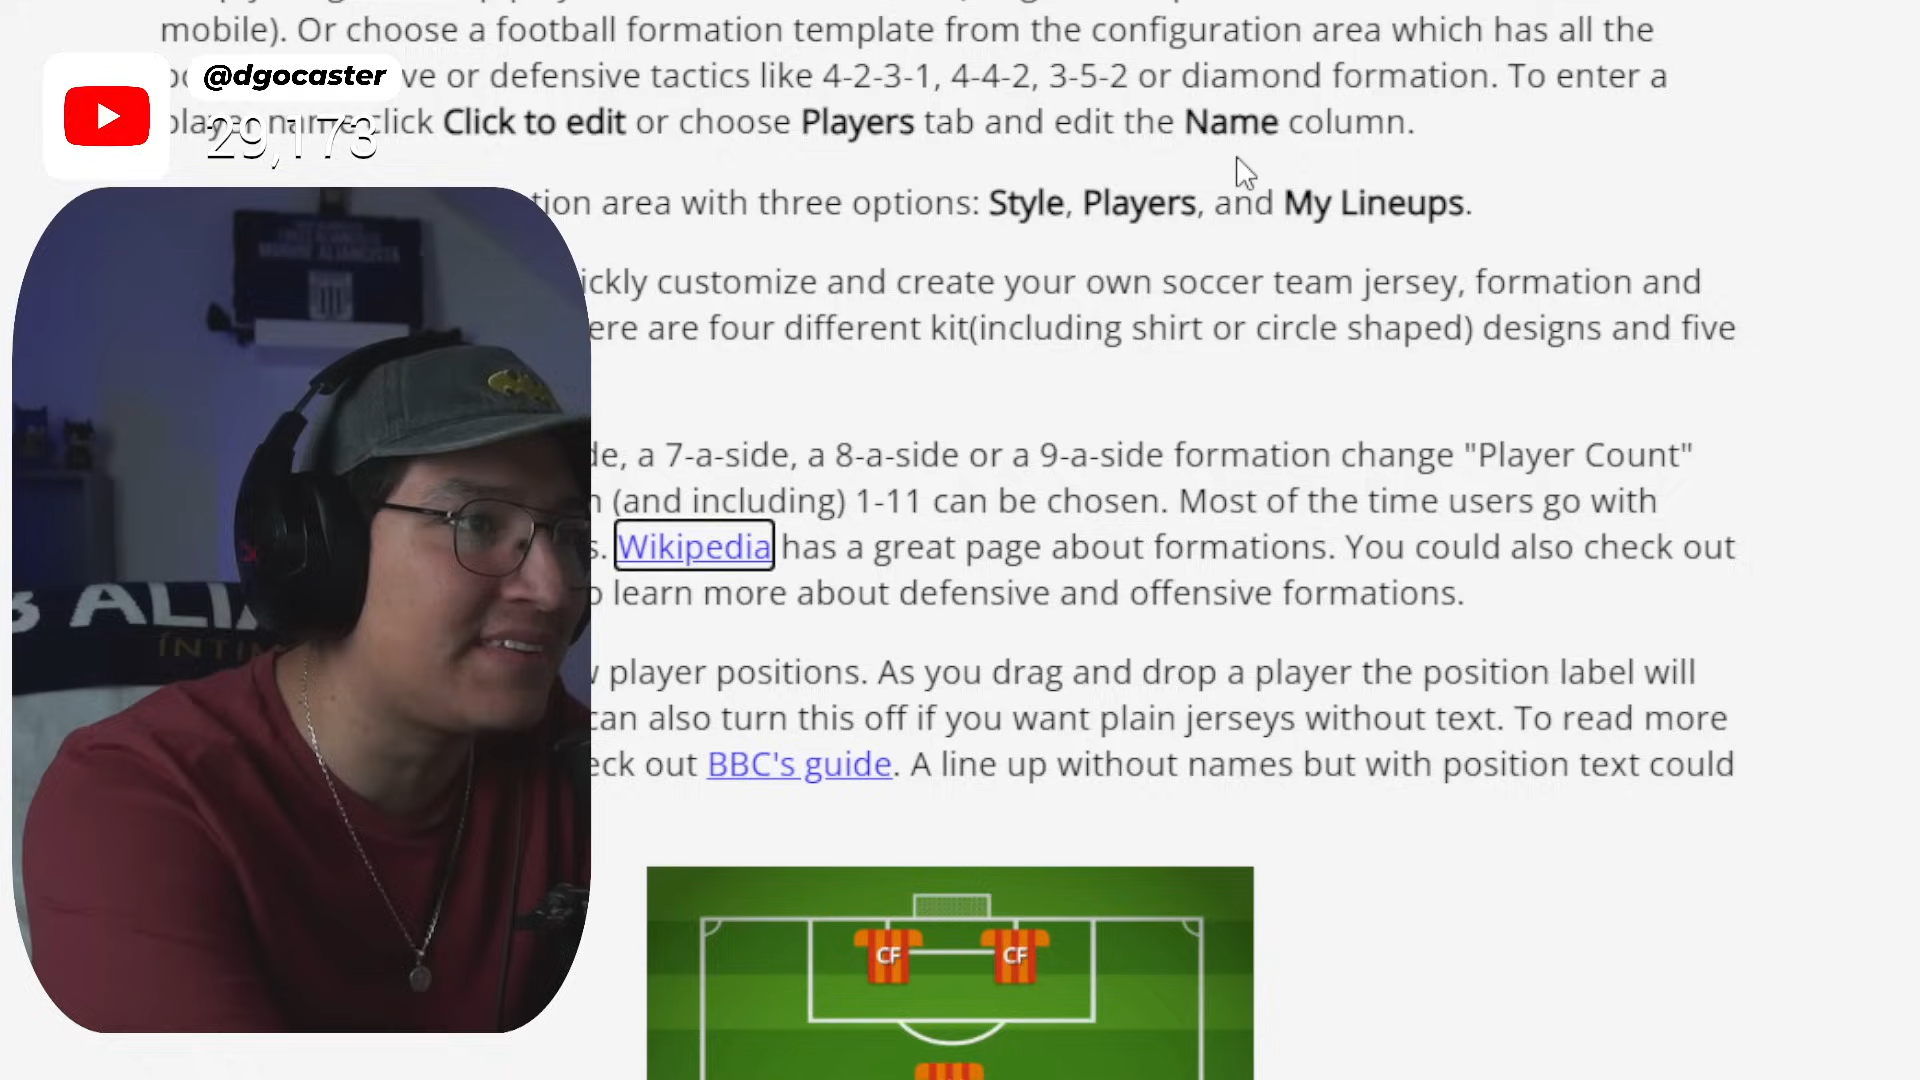 mobile). Or choose a football formation template from the configuration area which has all the
@dgocaster
ve or defensive tactics like 4-2-3-1, 4-4-2, 3-5-2 or diamond formation. To enter a
player name click Click to edit or choose Players tab and edit the Name column.
29,173
tion area with three options: Style, Players, and My Lineups.
ickly customize and create your own soccer team jersey, formation and
ere are four different kit(including shirt or circle shaped) designs and five
de, a 7-a-side, a 8-a-side or a 9-a-side formation change "Player Count"
(and including) 1-11 can be chosen. Most of the time users go with
s. Wikipedia has a great page about formations. You could also check out
o learn more about defensive and offensive formations.
player positions. As you drag and drop a player the position label will
can also turn this off if you want plain jerseys without text. To read more
eck out BBC's guide. A line up without names but with position text could
ALIA
ÍNTIM
CF CF